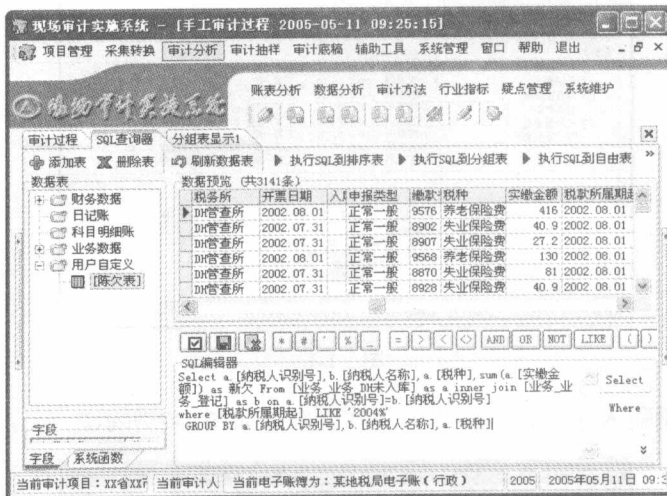 现场审计实施系统 - [手工审计过程 2005-05-11 09:25:15]
项目管理 采集转换 审计分析 审计抽样 审计底稿 辅助工具 系统管理 窗口 帮助 退出
账表分析 数据分析 审计方法 行业指标 疑点管理 系统维护
现场审计实施系统
审计过程 SQL查询器 分组表显示1
添加表 删除表 刷新数据表 执行SQL到排序表 执行SQL到分组表 执行SQL到自由表 »
数据表
财务数据
日记账
科目明细账
业务数据
用户自定义
[陈欠表]
数据预览 (共3141条)
税务所 开票日期 入 申报类型 缴款 税种 实缴金额 税款所属期起
DH管查所 2002.08.01 正常一般 9576 养老保险费 416 2002.08.01
DH管查所 2002.07.31 正常一般 8902 失业保险费 40.9 2002.08.01
DH管查所 2002.07.31 正常一般 8907 失业保险费 27.2 2002.08.01
DH管查所 2002.08.01 正常一般 9568 养老保险费 130 2002.08.01
DH管查所 2002.07.31 正常一般 8870 失业保险费 81 2002.08.01
DH管查所 2002.07.31 正常一般 8928 失业保险费 40.9 2002.08.01
* # ' % _ = > < <> AND OR NOT LIKE ( )
SQL编辑器
Select a.[纳税人识别号],b.[纳税人名称],a.[税种],sum(a.[实缴金
额]) as 新欠 From [业务_业务_DH未入库] as a inner join [业务_业
务_登记] as b on a.[纳税人识别号]=b.[纳税人识别号]
where [税款所属期起] LIKE '2004%'
GROUP BY a.[纳税人识别号],b.[纳税人名称],a.[税种]
Select
Where
字段
字段 系统函数
当前审计项目：XX省XX 当前审计人 当前电子账簿为：某地税局电子账（行政） 2005 2005年05月11日 09: